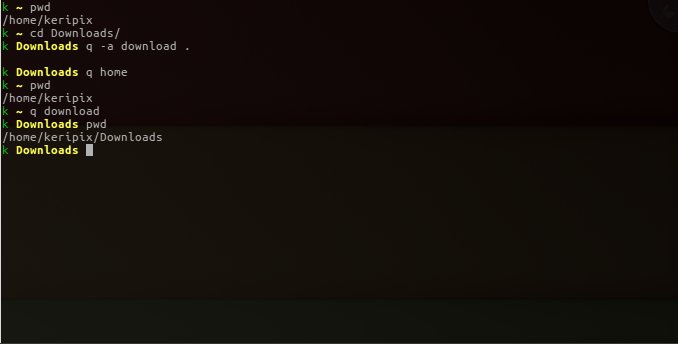 k ~ pwd
/home/keripix
k ~ cd Downloads/
k Downloads q -a download .
k Downloads q home
k ~ pwd
/home/keripix
k ~ q download
k Downloads pwd
/home/keripix/Downloads
k Downloads